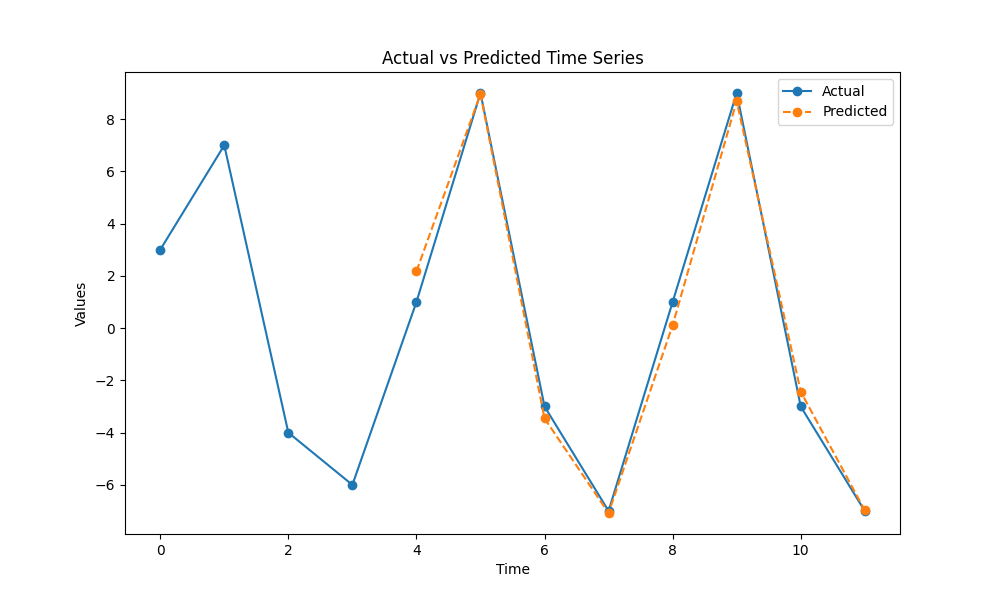 Actual vs Predicted Time Series
Actual
Predicted
8
6
4
2
0
−2
−4
−6
Values
0 2 4 6 8 10
Time